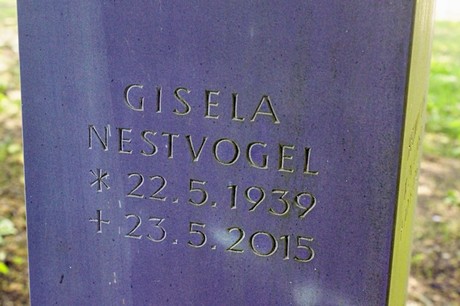 GISELA
NESTVOGEL
* 22.5.1939
+ 23.5.2015